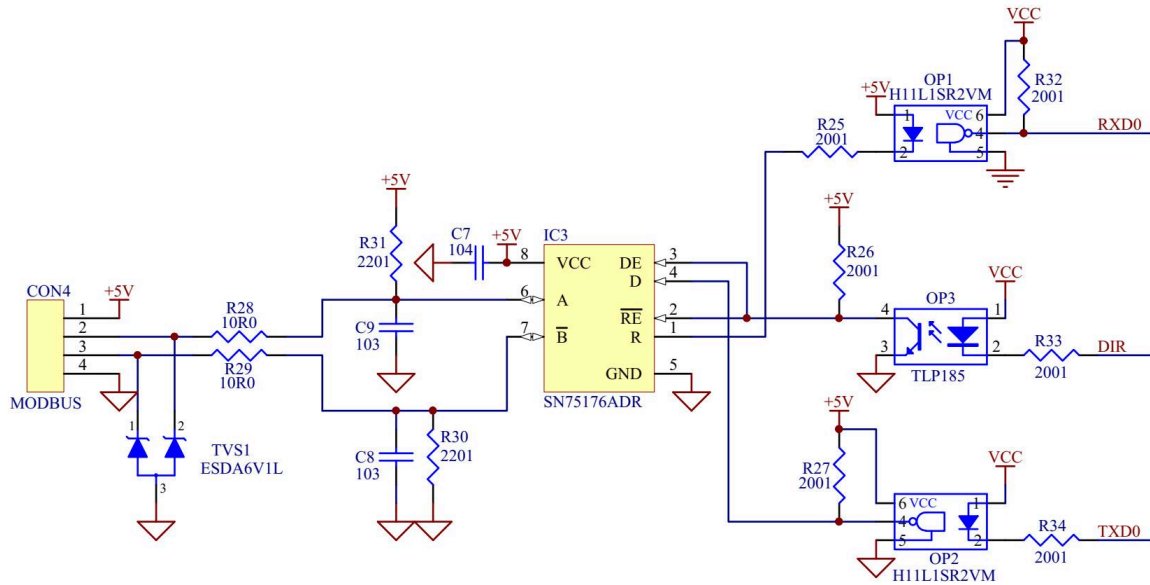 VCC
OP1
H11L1SR2VM
R32
2001
+5V
1
VCC
6
R25
2001
4
RXD0
2
5
+5V
R31
2201
C7
104
+5V
IC3
8
VCC
DE
3
D
4
6
A
RE
2
7
B
R
1
GND
5
SN75176ADR
+5V
R26
2001
VCC
OP3
4
1
3
2
R33
2001
DIR
TLP185
CON4
1
+5V
2
3
4
MODBUS
R28
10R0
R29
10R0
C9
103
1
2
3
TVS1
ESDA6V1L
C8
103
R30
2201
+5V
R27
2001
VCC
6
VCC
1
4
5
2
R34
2001
TXD0
OP2
H11L1SR2VM